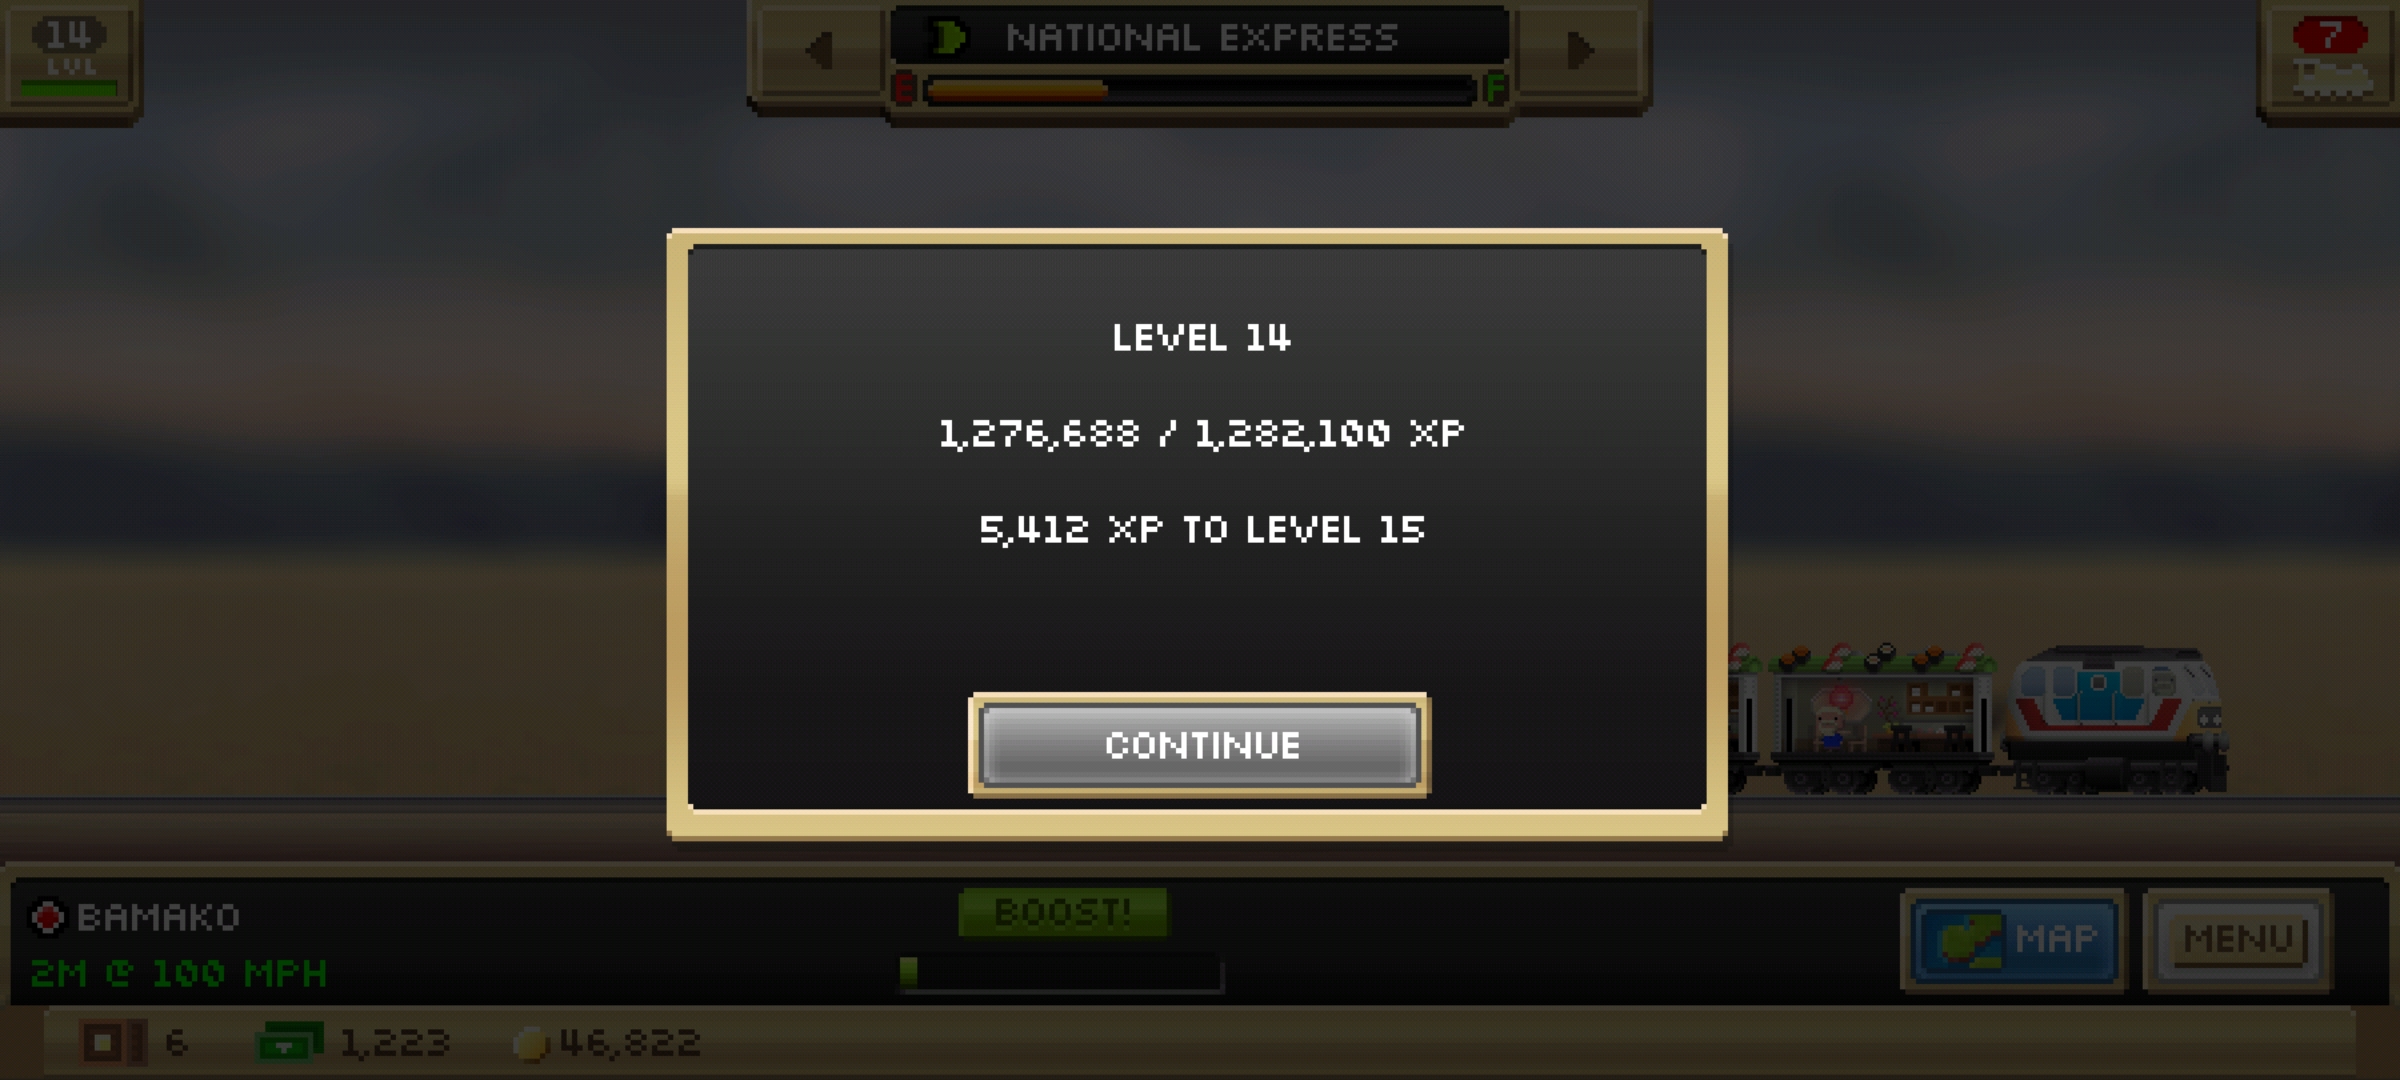 14
LVL
NATIONAL EXPRESS
E
F
7
LEVEL 14
1,276,688 / 1,282,100 XP
5,412 XP TO LEVEL 15
CONTINUE
BAMAKO
2M @ 100 MPH
BOOST!
MAP
MENU
6
1,223
46,822